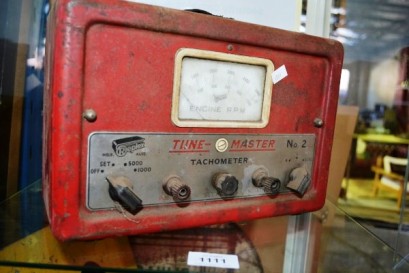 ENGINE RPM
TUNE-MASTER No. 2
TACHOMETER
SET 5000
OFF 1000
1111